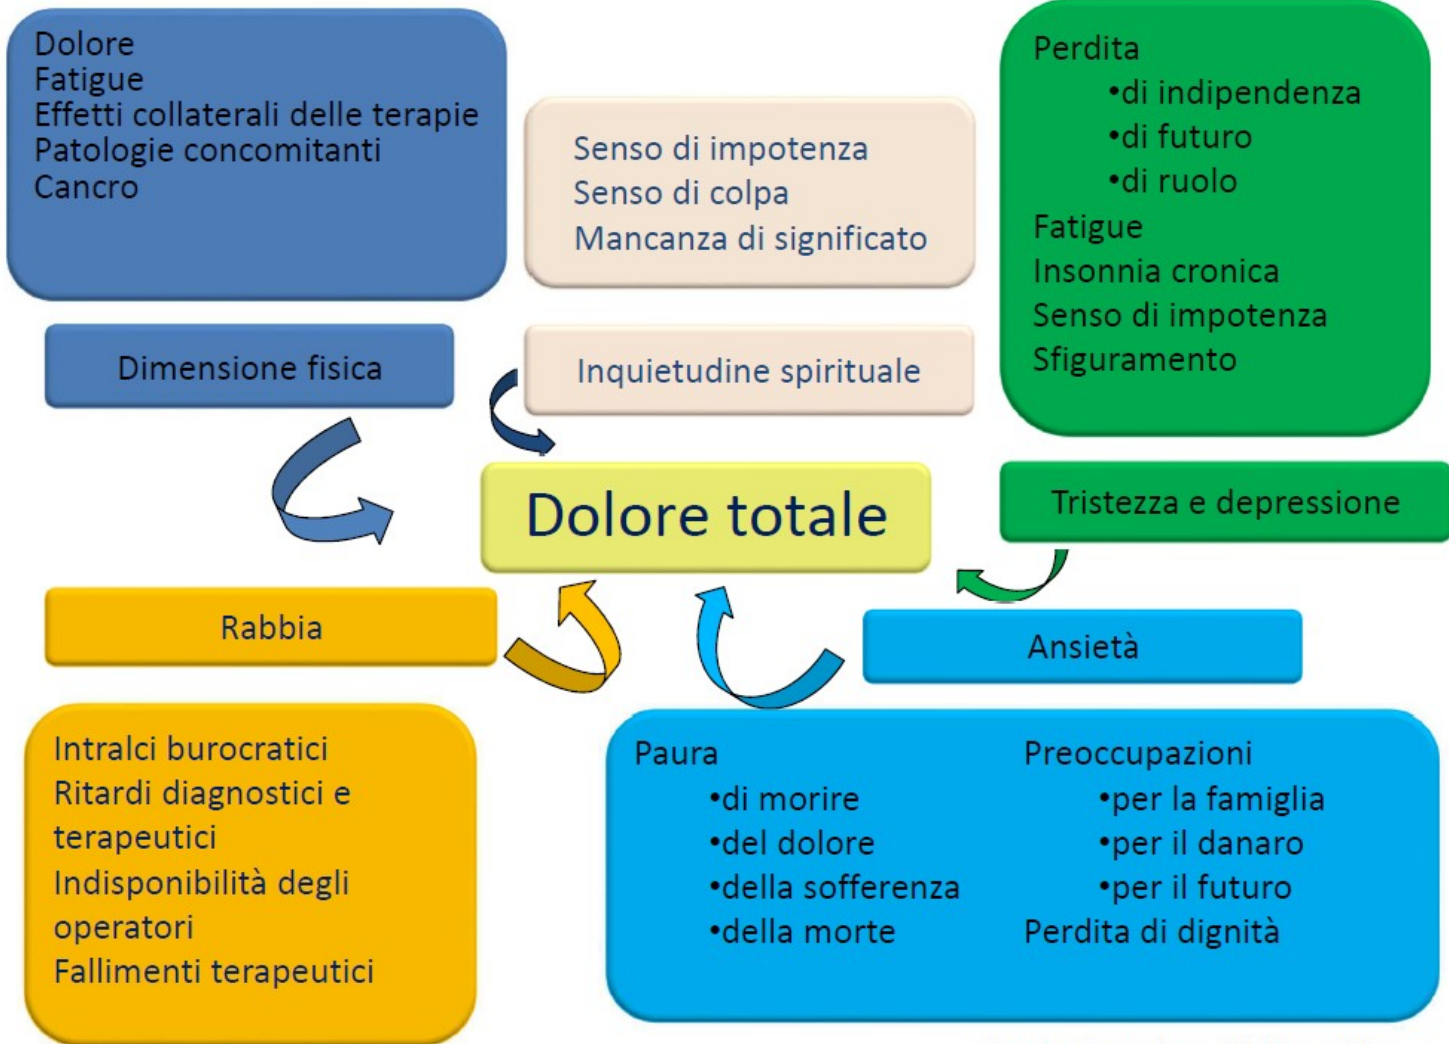 Dolore
Fatigue
Effetti collaterali delle terapie
Patologie concomitanti
Cancro
Dimensione fisica
Senso di impotenza
Senso di colpa
Mancanza di significato
Inquietudine spirituale
Perdita
•di indipendenza
•di futuro
•di ruolo
Fatigue
Insonnia cronica
Senso di impotenza
Sfiguramento
Tristezza e depressione
Dolore totale
Rabbia
Intralci burocratici
Ritardi diagnostici e
terapeutici
Indisponibilità degli
operatori
Fallimenti terapeutici
Ansietà
Paura
•di morire
•del dolore
•della sofferenza
•della morte
Preoccupazioni
•per la famiglia
•per il danaro
•per il futuro
Perdita di dignità